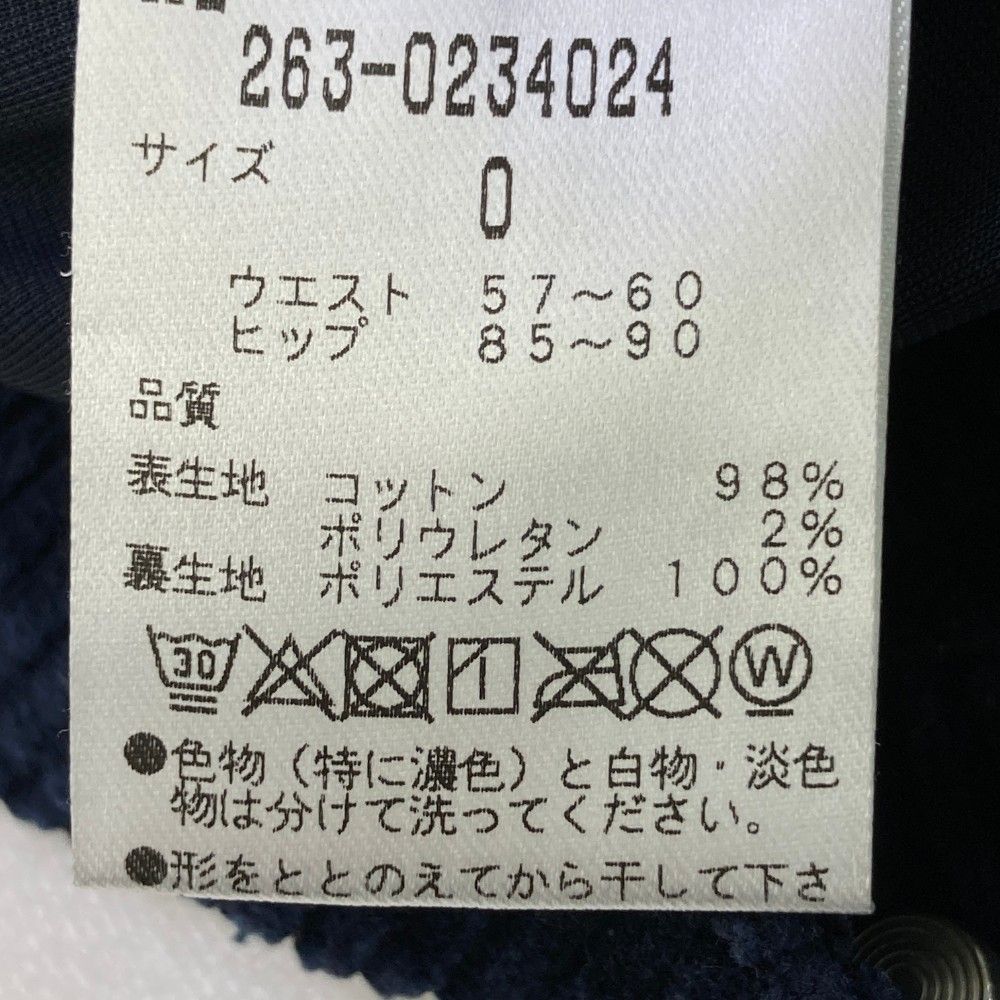 263-0234024
サイズ
0
ウエスト 57～60
ヒップ 85～90
品質
表生地 コットン 98%
ポリウレタン 2%
裏生地 ポリエステル 100%
30 W
●色物(特に濃色)と白物・淡色
物は分けて洗ってください。
●形をととのえてから干して下さ